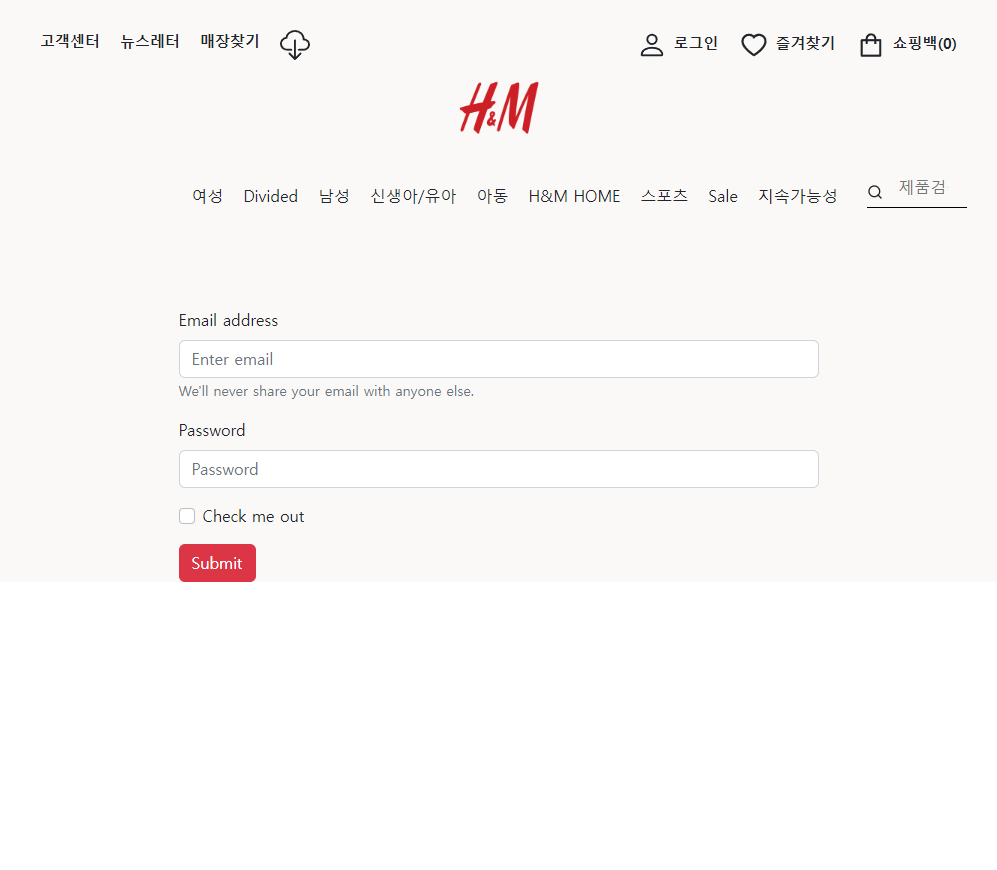 고객센터 뉴스레터 매장찾기 로그인 즐겨찾기 쇼핑백(0)
H&M
여성 Divided 남성 신생아/유아 아동 H&M HOME 스포츠 Sale 지속가능성 제품검
Email address
Enter email
We'll never share your email with anyone else.
Password
Password
Check me out
Submit